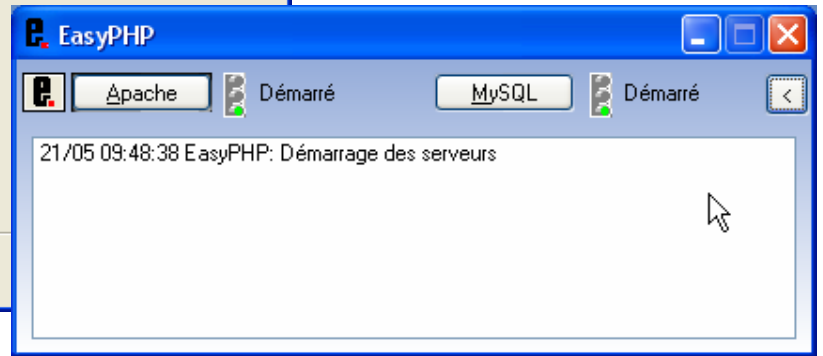 e. EasyPHP
e. Apache Démarré MySQL Démarré <
21/05 09:48:38 EasyPHP: Démarrage des serveurs